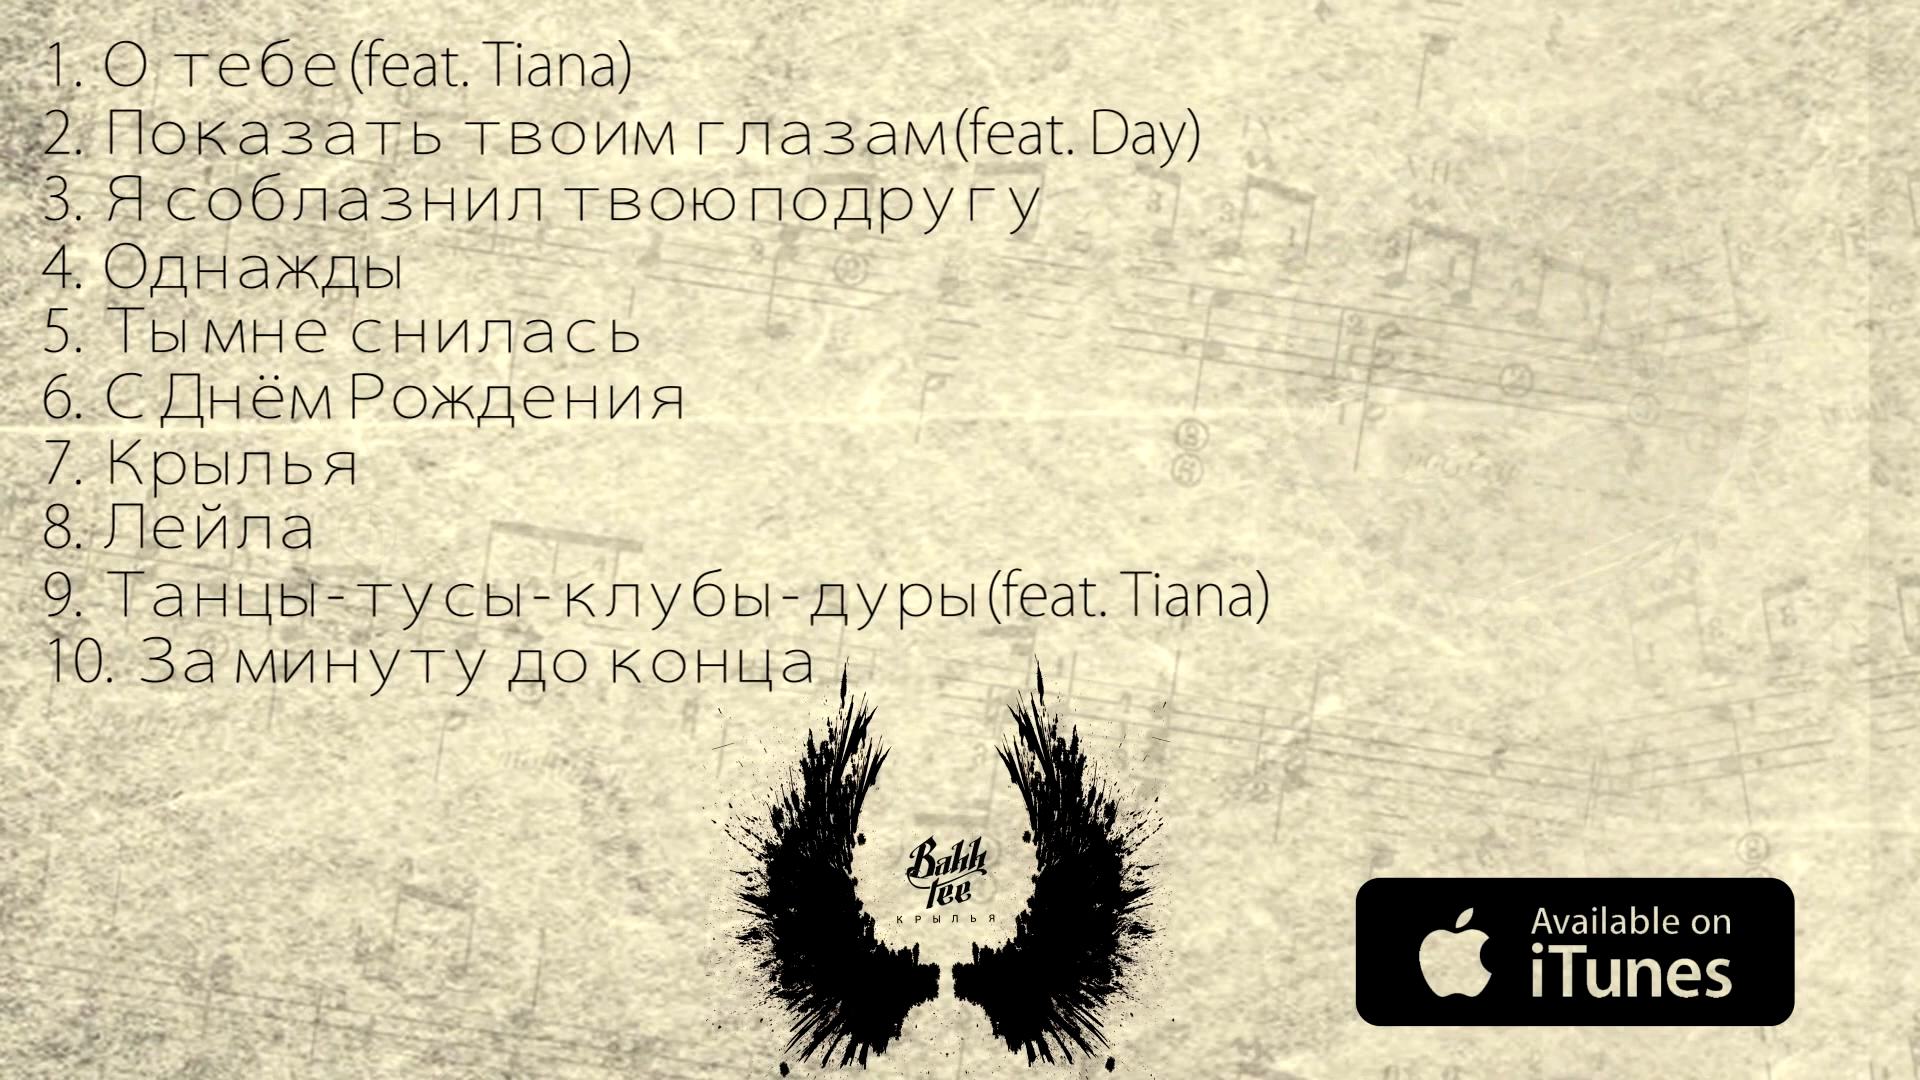 1. О тебе (feat. Tiana)
2. Показать твоим глазам (feat. Day)
3. Я соблазнил твою подругу
4. Однажды
5. Ты мне снилась
6. С Днём Рождения
7. Крылья
8. Лейла
9. Танцы-тусы-клубы-дуры (feat. Tiana)
10. За минуту до конца
Bahh
tee
КРЫЛЬЯ
Available on
iTunes